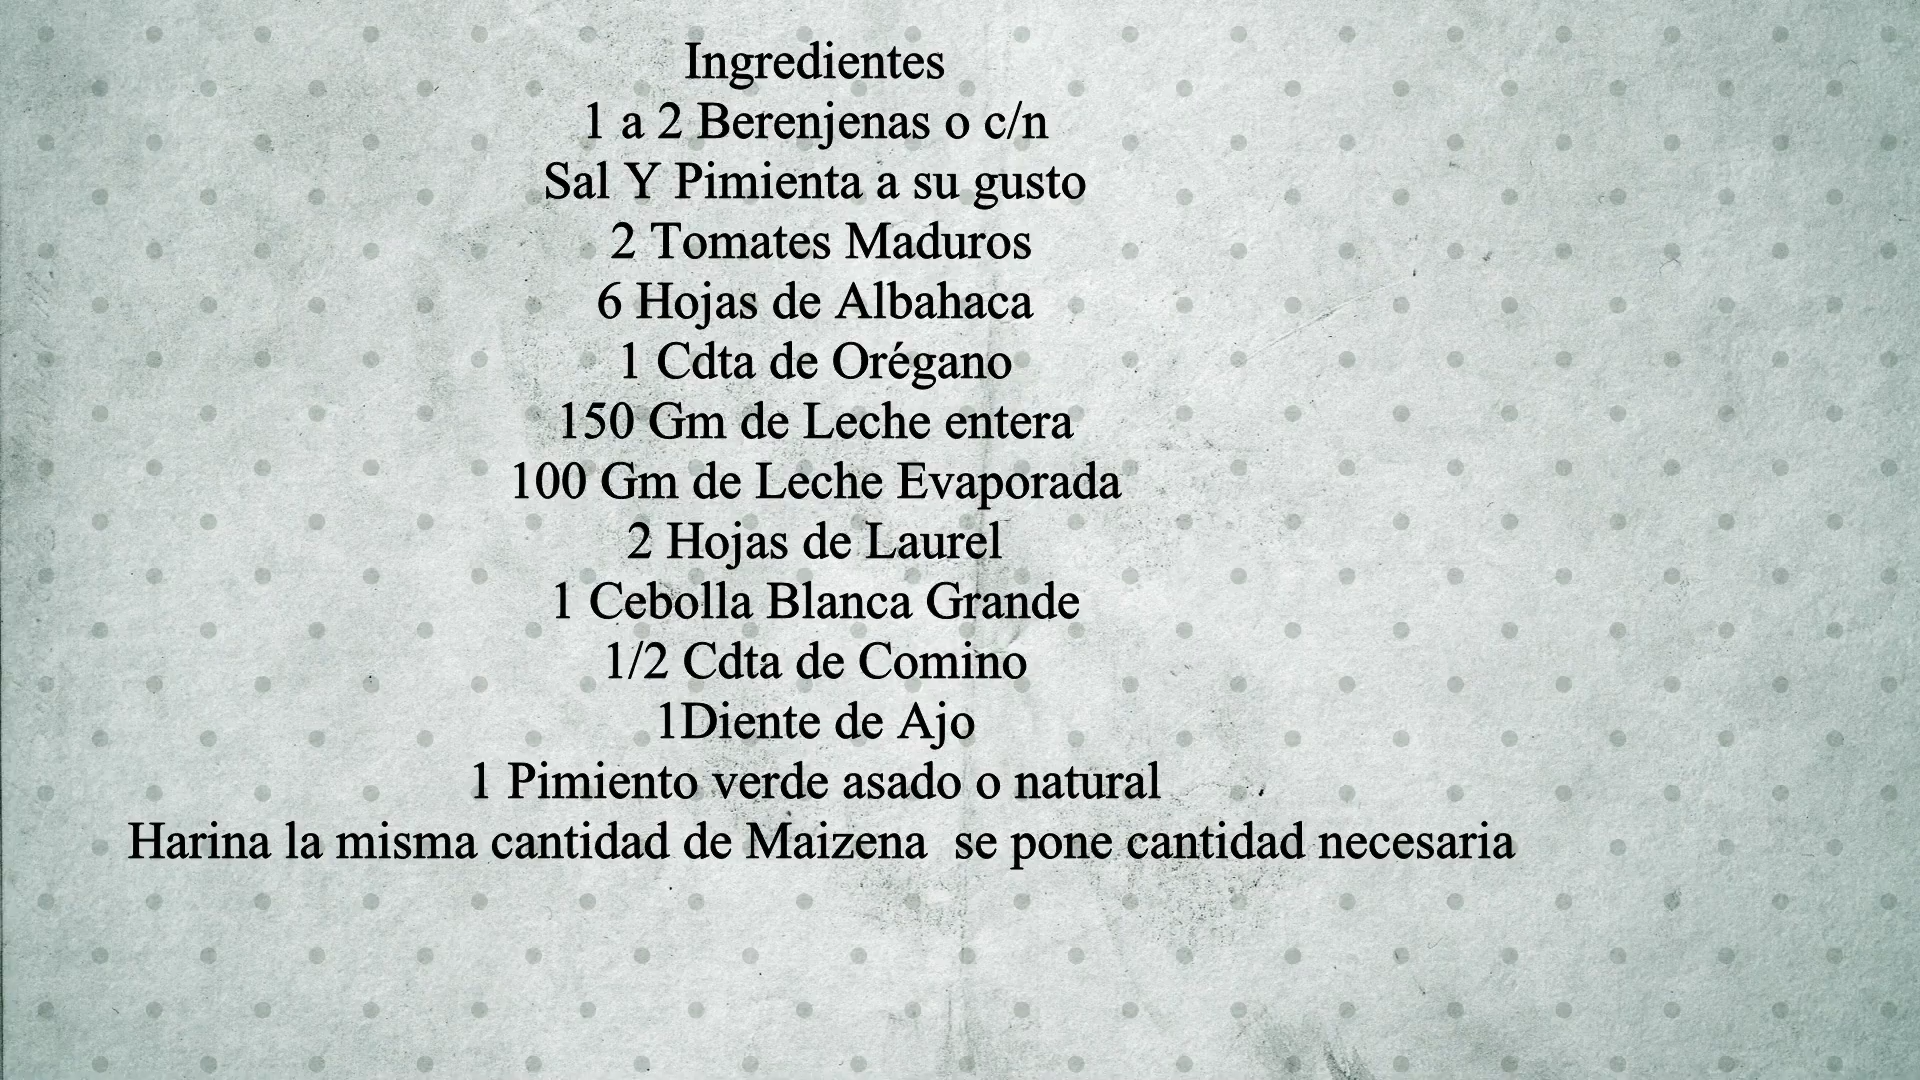 Ingredientes
1 a 2 Berenjenas o c/n
Sal Y Pimienta a su gusto
2 Tomates Maduros
6 Hojas de Albahaca
1 Cdta de Orégano
150 Gm de Leche entera
100 Gm de Leche Evaporada
2 Hojas de Laurel
1 Cebolla Blanca Grande
1/2 Cdta de Comino
1Diente de Ajo
1 Pimiento verde asado o natural
Harina la misma cantidad de Maizena  se pone cantidad necesaria